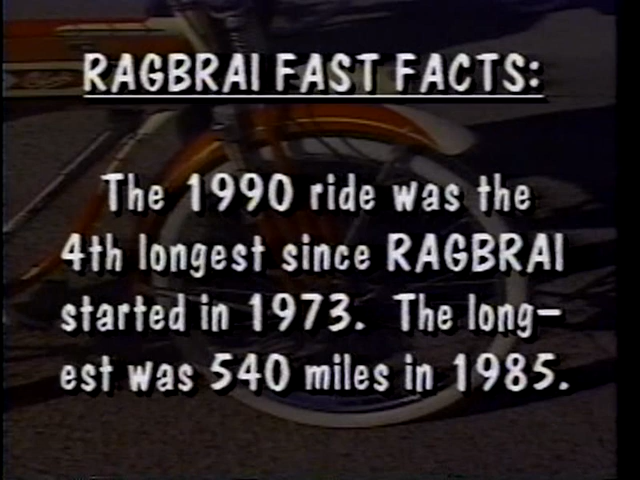 RAGBRAI FAST FACTS:
The 1990 ride was the
4th longest since RAGBRAI
started in 1973. The long-
est was 540 miles in 1985.